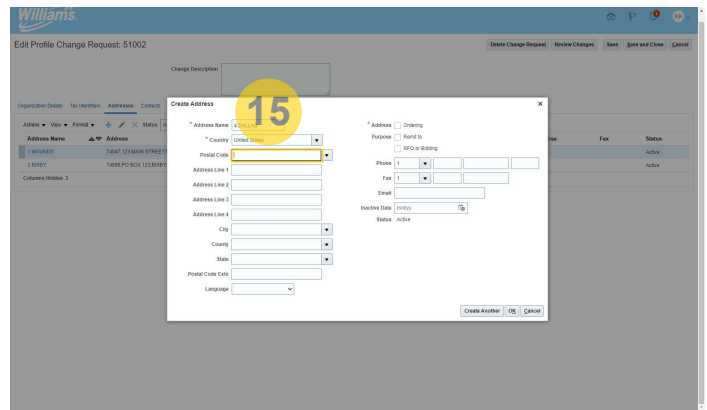 Williams.
RR
Edit Profile Change Request: 51002
Delete Change Request Review Changes Save Save and Close Cancel
Change Description
Organization Details Tax Identifiers Addresses Contacts
Create Address
15
Actions View Format Status
Address Name Address
Fax Status
1 MOUNDS 74047,123 MAIN STREET
Active
2 BIXBY 74008,PO BOX 123,BIXBY
Active
Columns Hidden 3
* Address Name DALLAS
* Country United States
Postal Code
Address Line 1
Address Line 2
Address Line 3
Address Line 4
City
County
State
Postal Code Extn
Language
* Address Purpose
Ordering
Remit to
RFQ or Bidding
Phone 1
Fax 1
Email
Inactive Date m/d/yy
Status Active
Create Another OK Cancel